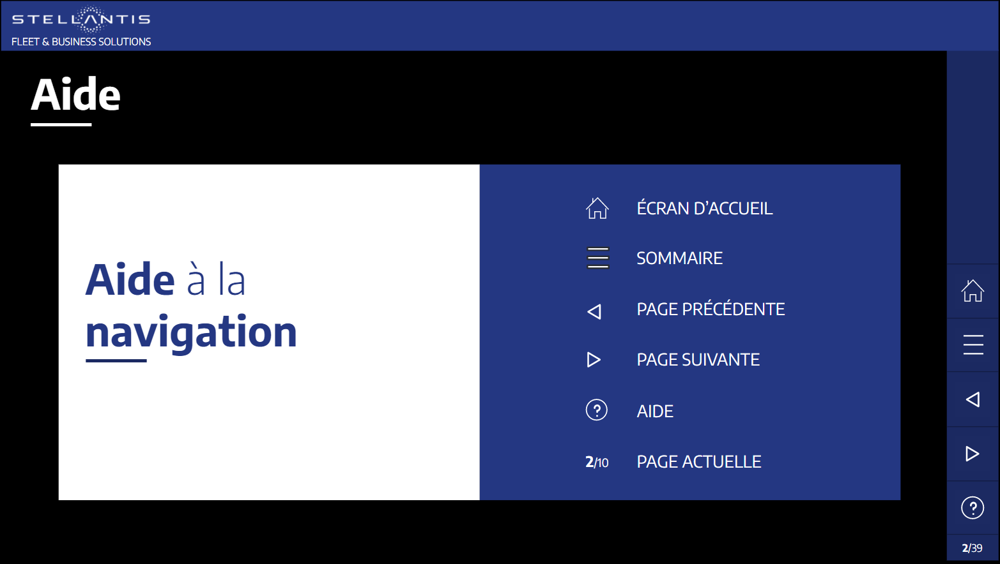 STELLANTIS
FLEET & BUSINESS SOLUTIONS
Aide
Aide à la
navigation
ÉCRAN D’ACCUEIL
SOMMAIRE
PAGE PRÉCÉDENTE
PAGE SUIVANTE
? AIDE
2/10 PAGE ACTUELLE
?
2/39